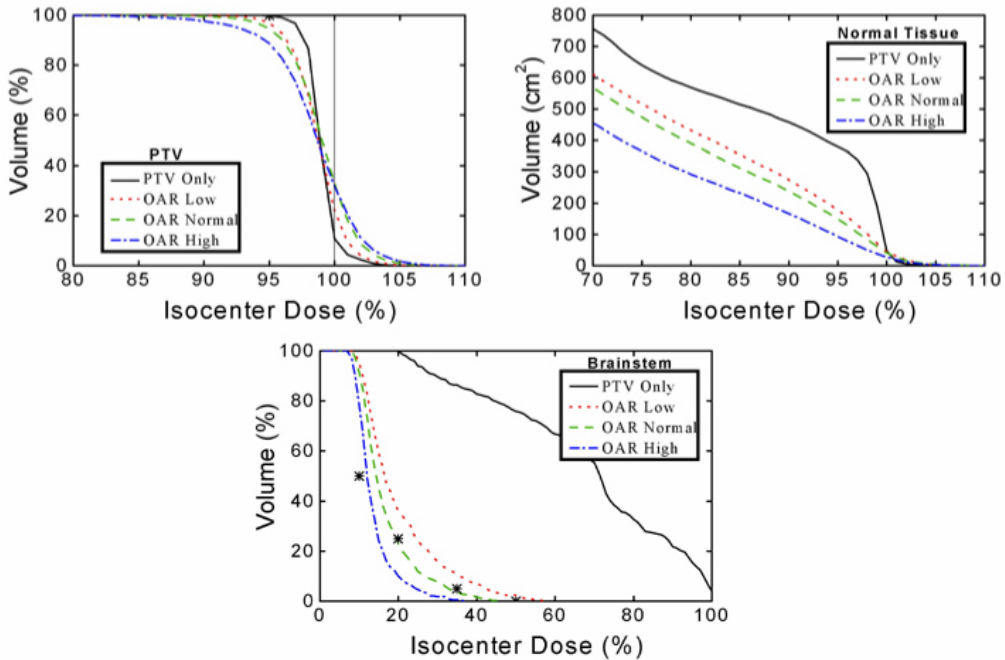 100
80
60
40
20
0
Volume (%)
PTV
PTV Only
OAR Low
OAR Normal
OAR High
80 85 90 95 100 105 110
Isocenter Dose (%)
800
700
600
500
400
300
200
100
0
Volume (cm²)
Normal Tissue
PTV Only
OAR Low
OAR Normal
OAR High
70 75 80 85 90 95 100 105 110
Isocenter Dose (%)
100
80
60
40
20
0
Volume (%)
Brainstem
PTV Only
OAR Low
OAR Normal
OAR High
0 20 40 60 80 100
Isocenter Dose (%)